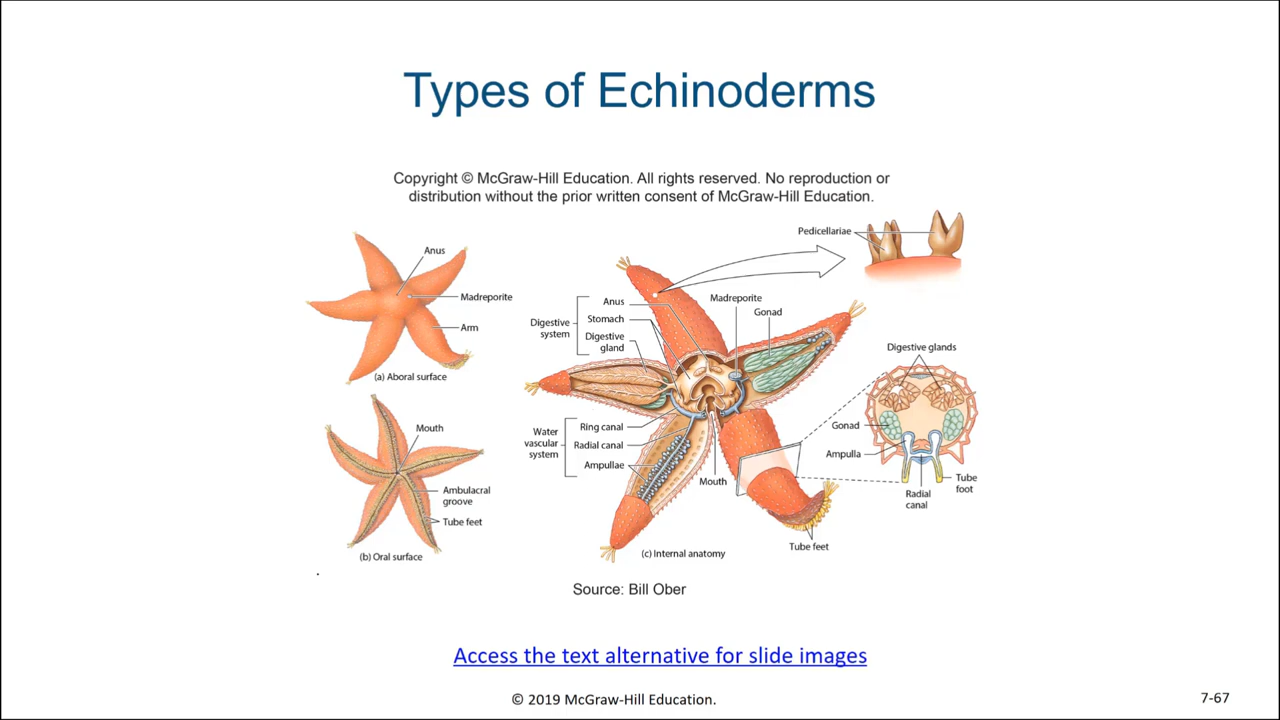 Types of Echinoderms
Copyright © McGraw-Hill Education. All rights reserved. No reproduction or
distribution without the prior written consent of McGraw-Hill Education.
Anus
Madreporite
Arm
(a) Aboral surface
Mouth
Ambulacral
groove
Tube feet
(b) Oral surface
Digestive
system
Anus
Stomach
Digestive
gland
Madreporite
Gonad
Water
vascular
system
Ring canal
Radial canal
Ampullae
Mouth
Tube feet
(c) Internal anatomy
Pedicellariae
Digestive glands
Gonad
Ampulla
Radial
canal
Tube
foot
Source: Bill Ober
Access the text alternative for slide images
© 2019 McGraw-Hill Education.
7-67